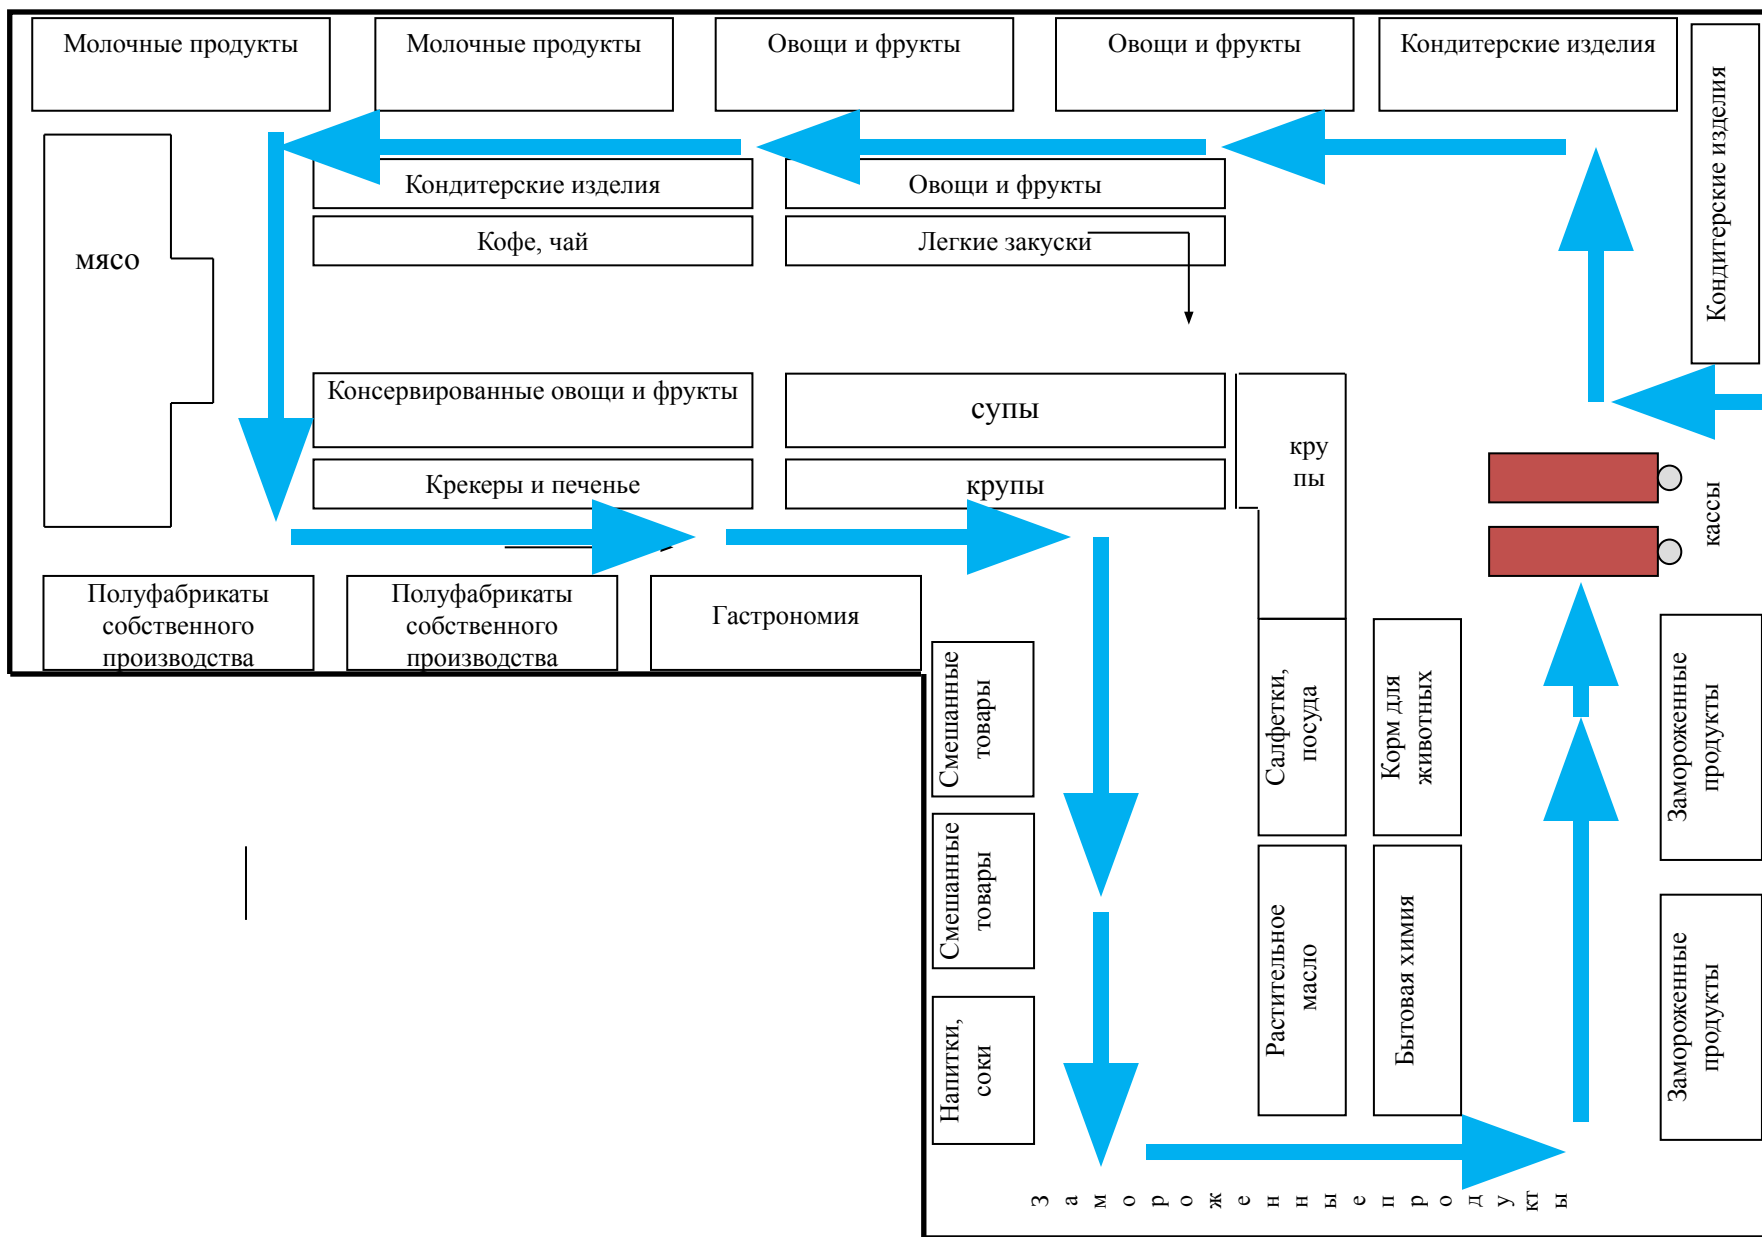 Молочные продукты
Молочные продукты
Овощи и фрукты
Овощи и фрукты
Кондитерские изделия
Кондитерские изделия
Кондитерские изделия
Овощи и фрукты
Кофе, чай
Легкие закуски
мясо
Консервированные овощи и фрукты
супы
кру
пы
Крекеры и печенье
крупы
кассы
Полуфабрикаты
собственного
производства
Полуфабрикаты
собственного
производства
Гастрономия
Смешанные
товары
Салфетки,
посуда
Корм для
животных
Замороженные
продукты
Смешанные
товары
Растительное
масло
Бытовая химия
Замороженные
продукты
Напитки,
соки
Замороженныепродукты